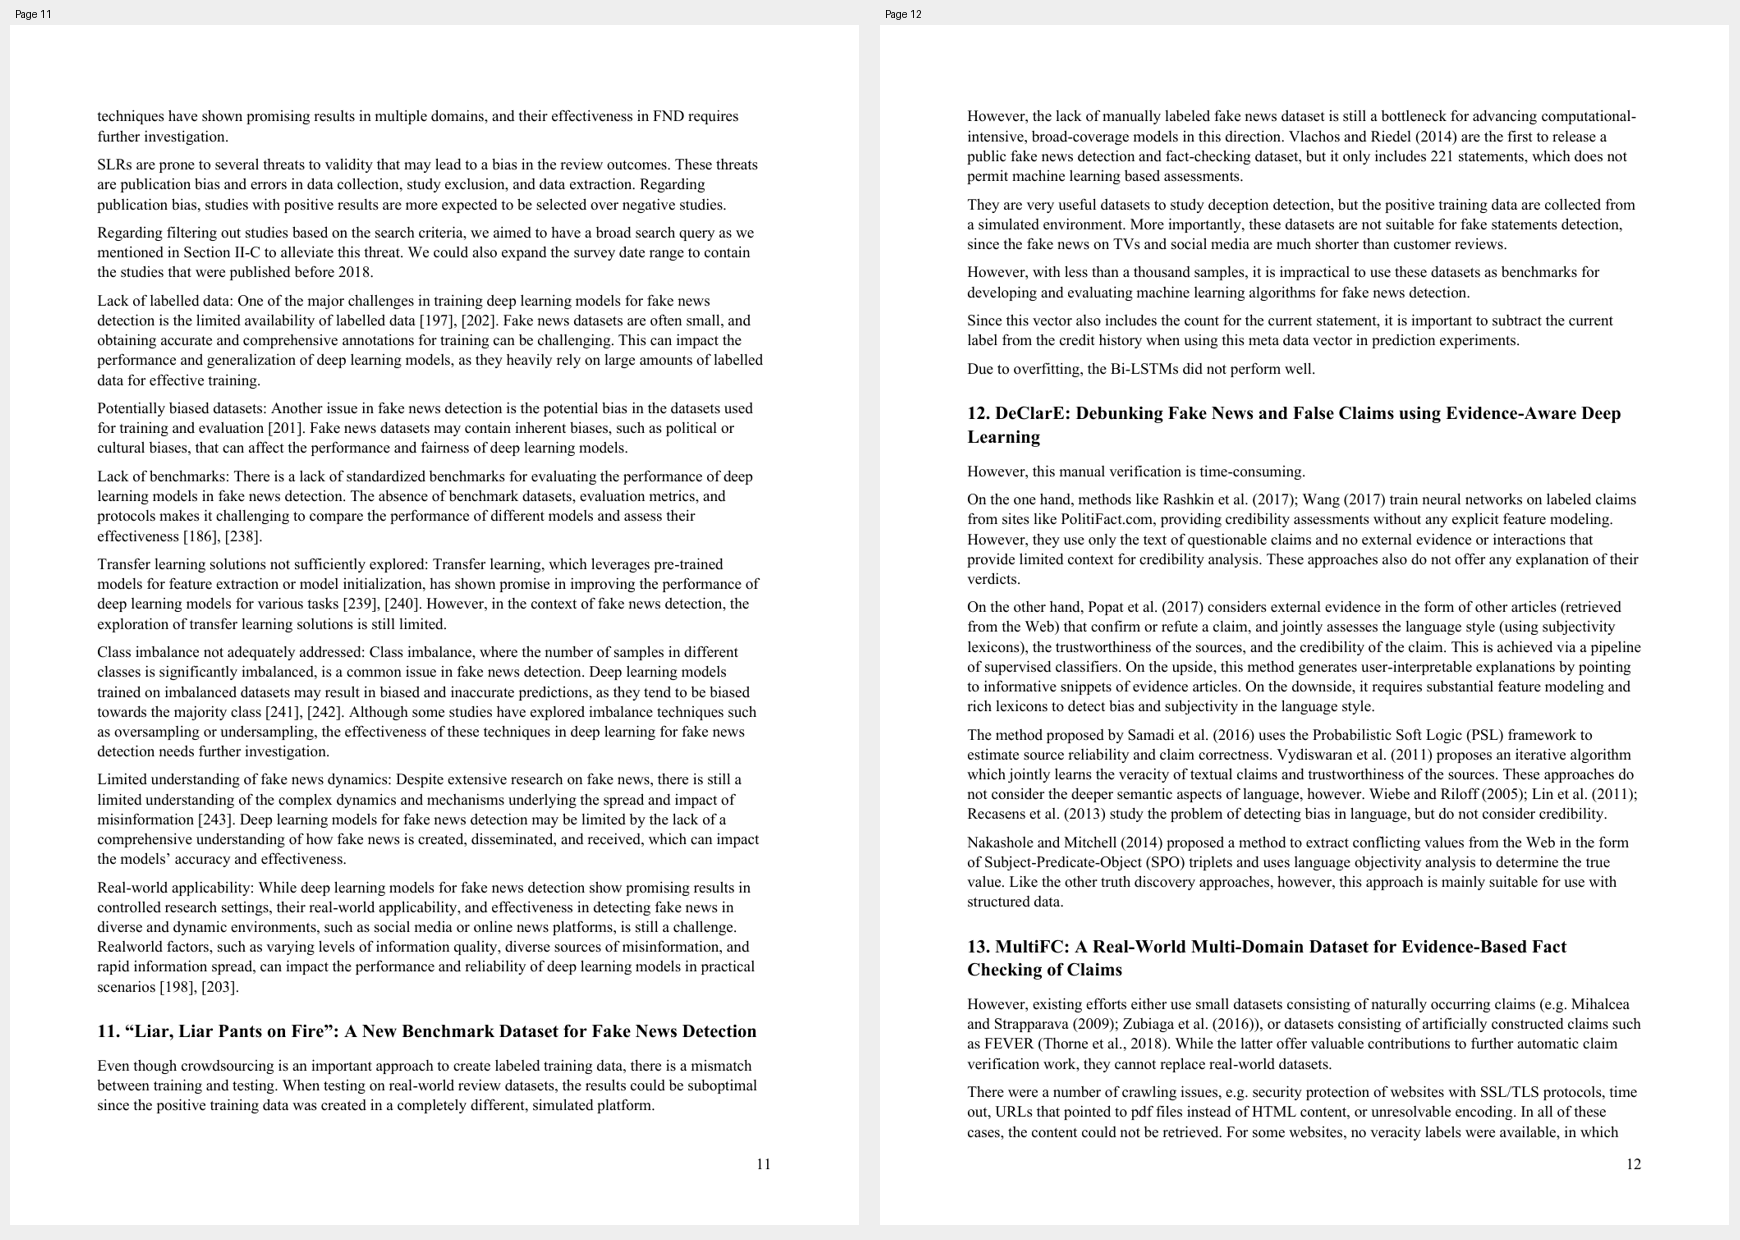 Page 11
techniques have shown promising results in multiple domains, and their effectiveness in FND requires
further investigation.
SLRs are prone to several threats to validity that may lead to a bias in the review outcomes. These threats
are publication bias and errors in data collection, study exclusion, and data extraction. Regarding
publication bias, studies with positive results are more expected to be selected over negative studies.
Regarding filtering out studies based on the search criteria, we aimed to have a broad search query as we
mentioned in Section II-C to alleviate this threat. We could also expand the survey date range to contain
the studies that were published before 2018.
Lack of labelled data: One of the major challenges in training deep learning models for fake news
detection is the limited availability of labelled data [197], [202]. Fake news datasets are often small, and
obtaining accurate and comprehensive annotations for training can be challenging. This can impact the
performance and generalization of deep learning models, as they heavily rely on large amounts of labelled
data for effective training.
Potentially biased datasets: Another issue in fake news detection is the potential bias in the datasets used
for training and evaluation [201]. Fake news datasets may contain inherent biases, such as political or
cultural biases, that can affect the performance and fairness of deep learning models.
Lack of benchmarks: There is a lack of standardized benchmarks for evaluating the performance of deep
learning models in fake news detection. The absence of benchmark datasets, evaluation metrics, and
protocols makes it challenging to compare the performance of different models and assess their
effectiveness [186], [238].
Transfer learning solutions not sufficiently explored: Transfer learning, which leverages pre-trained
models for feature extraction or model initialization, has shown promise in improving the performance of
deep learning models for various tasks [239], [240]. However, in the context of fake news detection, the
exploration of transfer learning solutions is still limited.
Class imbalance not adequately addressed: Class imbalance, where the number of samples in different
classes is significantly imbalanced, is a common issue in fake news detection. Deep learning models
trained on imbalanced datasets may result in biased and inaccurate predictions, as they tend to be biased
towards the majority class [241], [242]. Although some studies have explored imbalance techniques such
as oversampling or undersampling, the effectiveness of these techniques in deep learning for fake news
detection needs further investigation.
Limited understanding of fake news dynamics: Despite extensive research on fake news, there is still a
limited understanding of the complex dynamics and mechanisms underlying the spread and impact of
misinformation [243]. Deep learning models for fake news detection may be limited by the lack of a
comprehensive understanding of how fake news is created, disseminated, and received, which can impact
the models’ accuracy and effectiveness.
Real-world applicability: While deep learning models for fake news detection show promising results in
controlled research settings, their real-world applicability, and effectiveness in detecting fake news in
diverse and dynamic environments, such as social media or online news platforms, is still a challenge.
Realworld factors, such as varying levels of information quality, diverse sources of misinformation, and
rapid information spread, can impact the performance and reliability of deep learning models in practical
scenarios [198], [203].
11. “Liar, Liar Pants on Fire”: A New Benchmark Dataset for Fake News Detection
Even though crowdsourcing is an important approach to create labeled training data, there is a mismatch
between training and testing. When testing on real-world review datasets, the results could be suboptimal
since the positive training data was created in a completely different, simulated platform.
11
Page 12
However, the lack of manually labeled fake news dataset is still a bottleneck for advancing computational-
intensive, broad-coverage models in this direction. Vlachos and Riedel (2014) are the first to release a
public fake news detection and fact-checking dataset, but it only includes 221 statements, which does not
permit machine learning based assessments.
They are very useful datasets to study deception detection, but the positive training data are collected from
a simulated environment. More importantly, these datasets are not suitable for fake statements detection,
since the fake news on TVs and social media are much shorter than customer reviews.
However, with less than a thousand samples, it is impractical to use these datasets as benchmarks for
developing and evaluating machine learning algorithms for fake news detection.
Since this vector also includes the count for the current statement, it is important to subtract the current
label from the credit history when using this meta data vector in prediction experiments.
Due to overfitting, the Bi-LSTMs did not perform well.
12. DeClarE: Debunking Fake News and False Claims using Evidence-Aware Deep
Learning
However, this manual verification is time-consuming.
On the one hand, methods like Rashkin et al. (2017); Wang (2017) train neural networks on labeled claims
from sites like PolitiFact.com, providing credibility assessments without any explicit feature modeling.
However, they use only the text of questionable claims and no external evidence or interactions that
provide limited context for credibility analysis. These approaches also do not offer any explanation of their
verdicts.
On the other hand, Popat et al. (2017) considers external evidence in the form of other articles (retrieved
from the Web) that confirm or refute a claim, and jointly assesses the language style (using subjectivity
lexicons), the trustworthiness of the sources, and the credibility of the claim. This is achieved via a pipeline
of supervised classifiers. On the upside, this method generates user-interpretable explanations by pointing
to informative snippets of evidence articles. On the downside, it requires substantial feature modeling and
rich lexicons to detect bias and subjectivity in the language style.
The method proposed by Samadi et al. (2016) uses the Probabilistic Soft Logic (PSL) framework to
estimate source reliability and claim correctness. Vydiswaran et al. (2011) proposes an iterative algorithm
which jointly learns the veracity of textual claims and trustworthiness of the sources. These approaches do
not consider the deeper semantic aspects of language, however. Wiebe and Riloff (2005); Lin et al. (2011);
Recasens et al. (2013) study the problem of detecting bias in language, but do not consider credibility.
Nakashole and Mitchell (2014) proposed a method to extract conflicting values from the Web in the form
of Subject-Predicate-Object (SPO) triplets and uses language objectivity analysis to determine the true
value. Like the other truth discovery approaches, however, this approach is mainly suitable for use with
structured data.
13. MultiFC: A Real-World Multi-Domain Dataset for Evidence-Based Fact
Checking of Claims
However, existing efforts either use small datasets consisting of naturally occurring claims (e.g. Mihalcea
and Strapparava (2009); Zubiaga et al. (2016)), or datasets consisting of artificially constructed claims such
as FEVER (Thorne et al., 2018). While the latter offer valuable contributions to further automatic claim
verification work, they cannot replace real-world datasets.
There were a number of crawling issues, e.g. security protection of websites with SSL/TLS protocols, time
out, URLs that pointed to pdf files instead of HTML content, or unresolvable encoding. In all of these
cases, the content could not be retrieved. For some websites, no veracity labels were available, in which
12